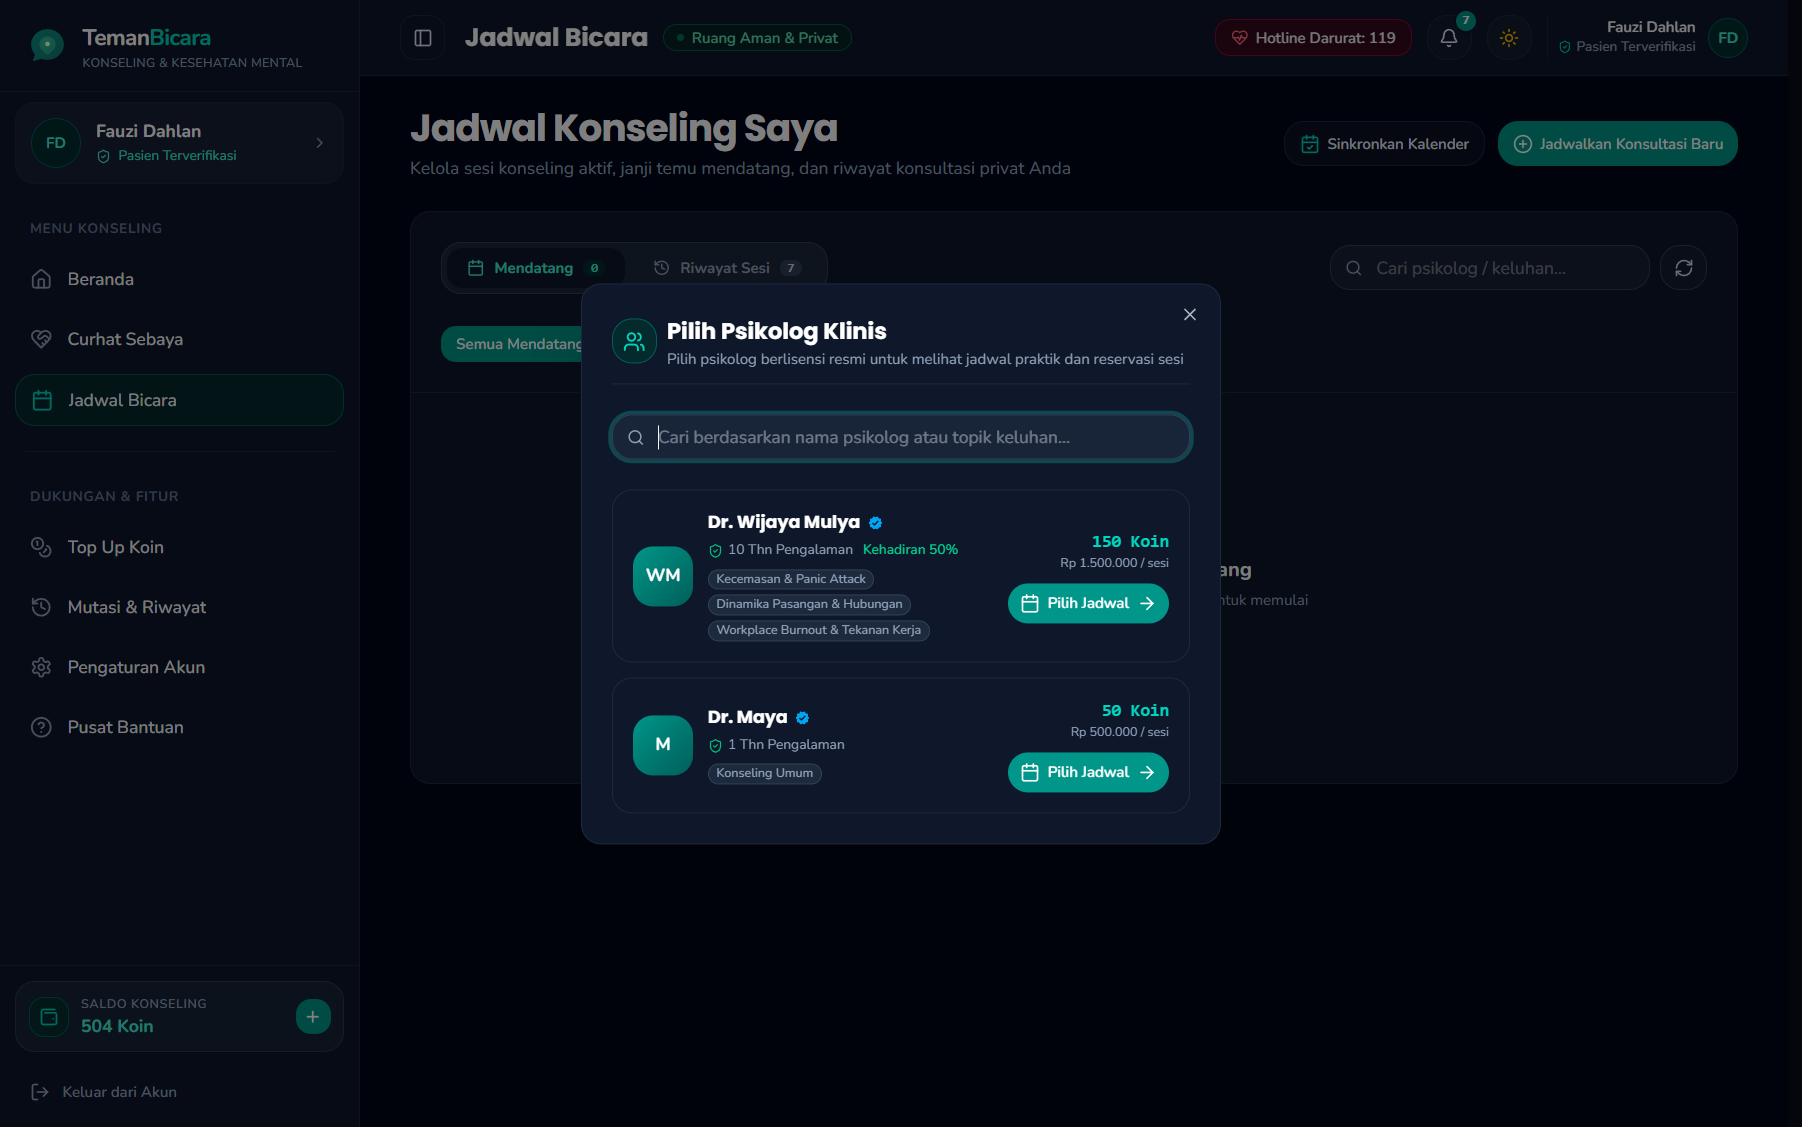 TemanBicara
KONSELING & KESEHATAN MENTAL
FD
Fauzi Dahlan
Pasien Terverifikasi
MENU KONSELING
Beranda
Curhat Sebaya
Jadwal Bicara
DUKUNGAN & FITUR
Top Up Koin
Mutasi & Riwayat
Pengaturan Akun
Pusat Bantuan
SALDO KONSELING
504 Koin
Keluar dari Akun
Jadwal Bicara
Ruang Aman & Privat
Hotline Darurat: 119
7
Fauzi Dahlan
Pasien Terverifikasi
FD
Jadwal Konseling Saya
Kelola sesi konseling aktif, janji temu mendatang, dan riwayat konsultasi privat Anda
Sinkronkan Kalender
Jadwalkan Konsultasi Baru
Mendatang 0
Riwayat Sesi 7
Cari psikolog / keluhan...
Semua Mendatang
ang
ntuk memulai
Pilih Psikolog Klinis
Pilih psikolog berlisensi resmi untuk melihat jadwal praktik dan reservasi sesi
Cari berdasarkan nama psikolog atau topik keluhan...
WM
Dr. Wijaya Mulya
10 Thn Pengalaman Kehadiran 50%
Kecemasan & Panic Attack
Dinamika Pasangan & Hubungan
Workplace Burnout & Tekanan Kerja
150 Koin
Rp 1.500.000 / sesi
Pilih Jadwal
M
Dr. Maya
1 Thn Pengalaman
Konseling Umum
50 Koin
Rp 500.000 / sesi
Pilih Jadwal